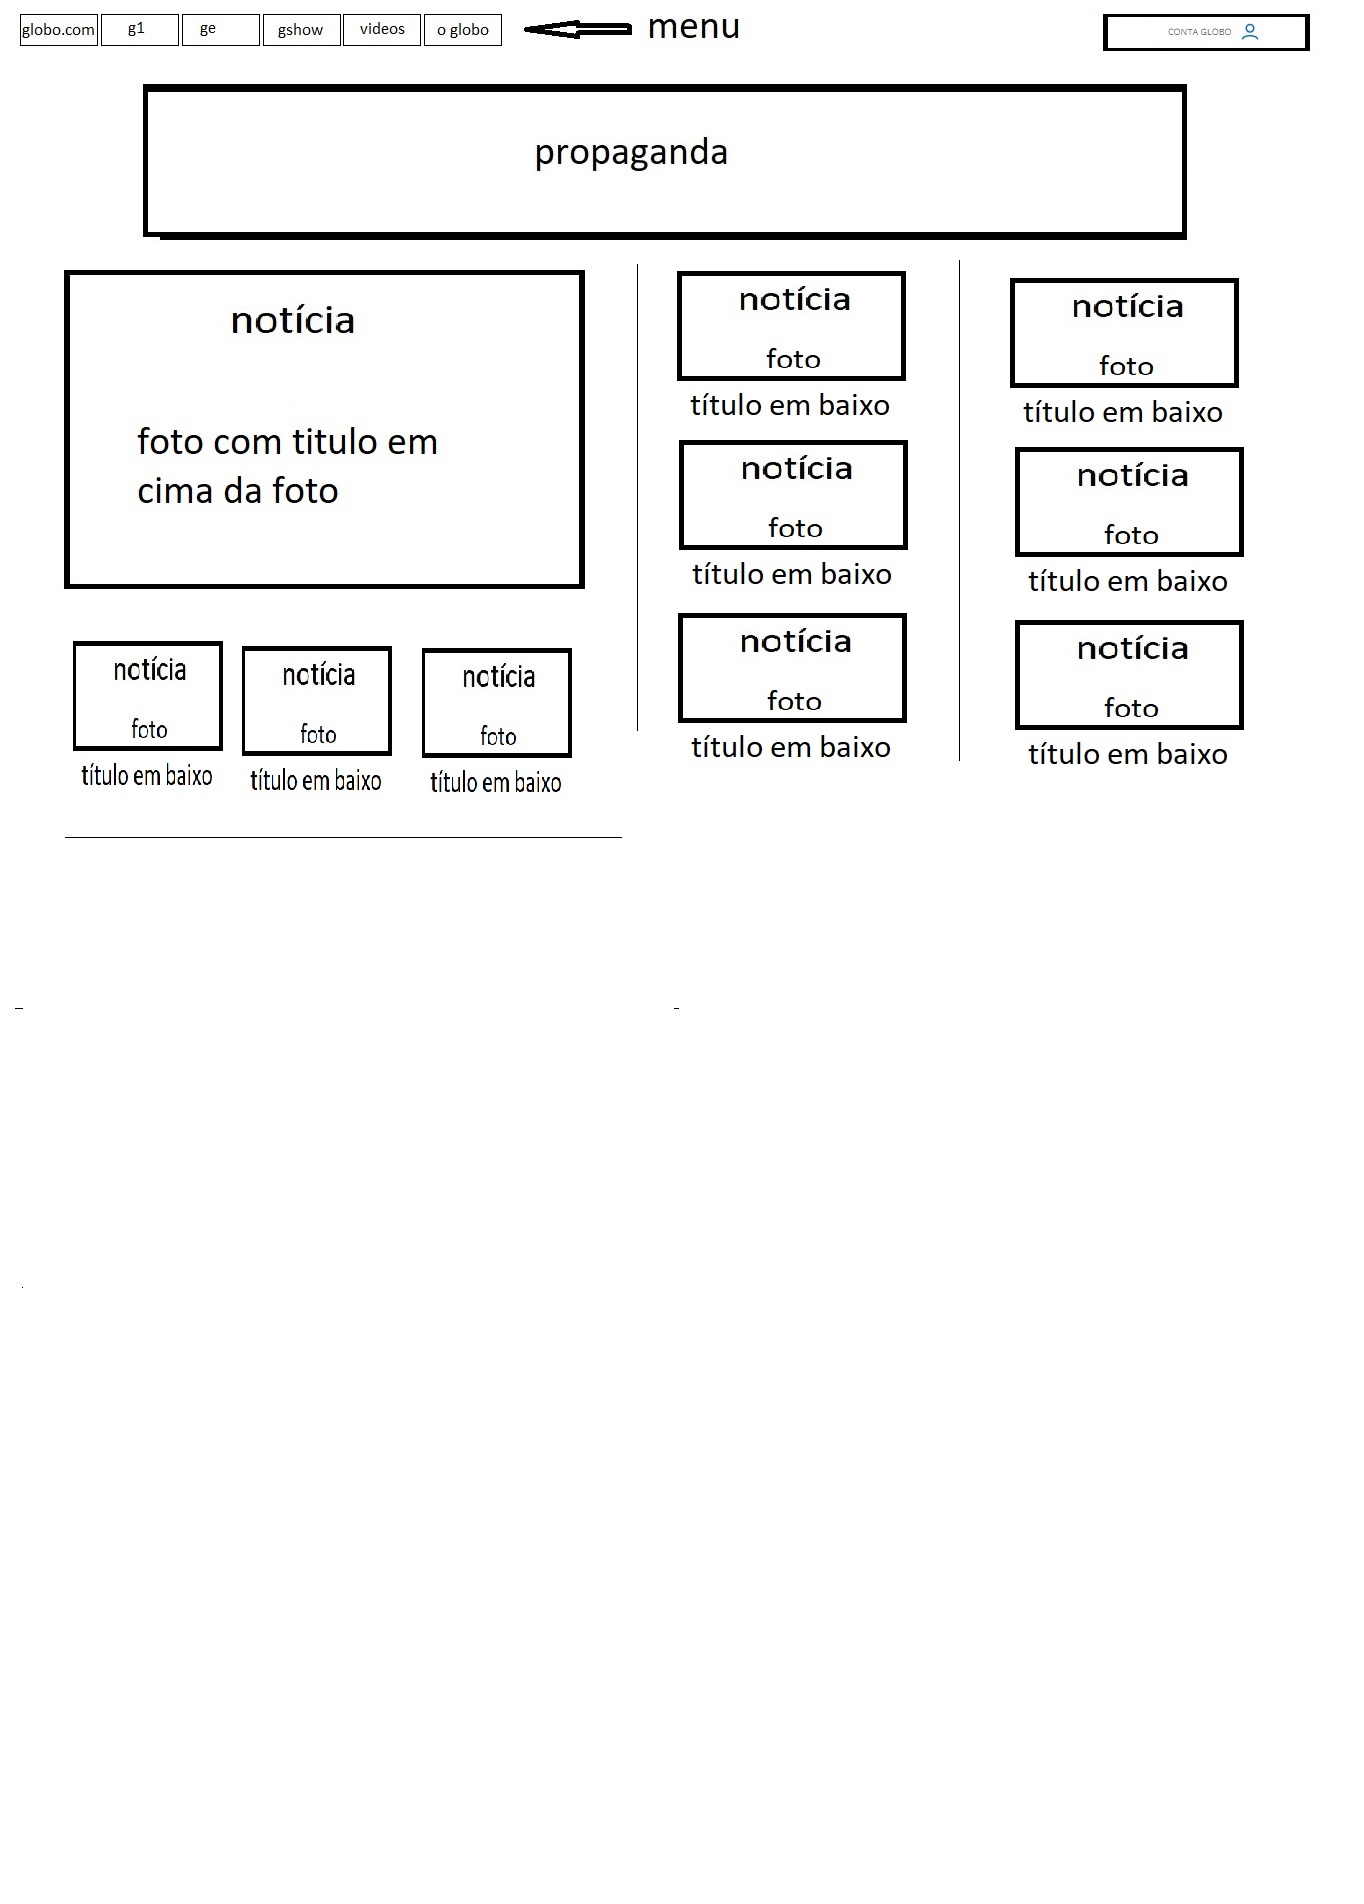 globo.com
g1
ge
gshow
videos
o globo
menu
CONTA GLOBO
propaganda
notícia
foto com titulo em
cima da foto
notícia
foto
título em baixo
notícia
foto
título em baixo
notícia
foto
título em baixo
notícia
foto
título em baixo
notícia
foto
título em baixo
notícia
foto
título em baixo
notícia
foto
título em baixo
notícia
foto
título em baixo
notícia
foto
título em baixo